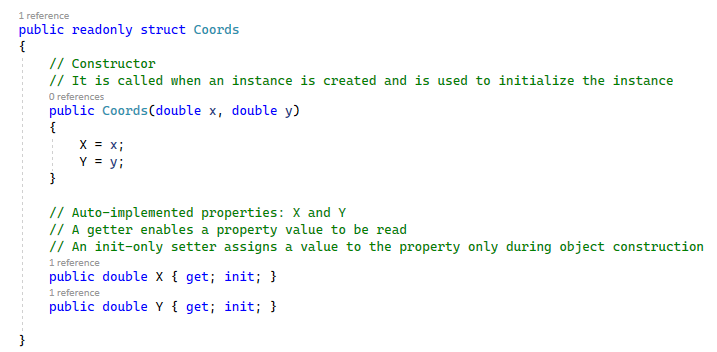 1 reference
public readonly struct Coords
{
// Constructor
// It is called when an instance is created and is used to initialize the instance
0 references
public Coords(double x, double y)
{
X = x;
Y = y;
}
// Auto-implemented properties: X and Y
// A getter enables a property value to be read
// An init-only setter assigns a value to the property only during object construction
1 reference
public double X { get; init; }
1 reference
public double Y { get; init; }
}